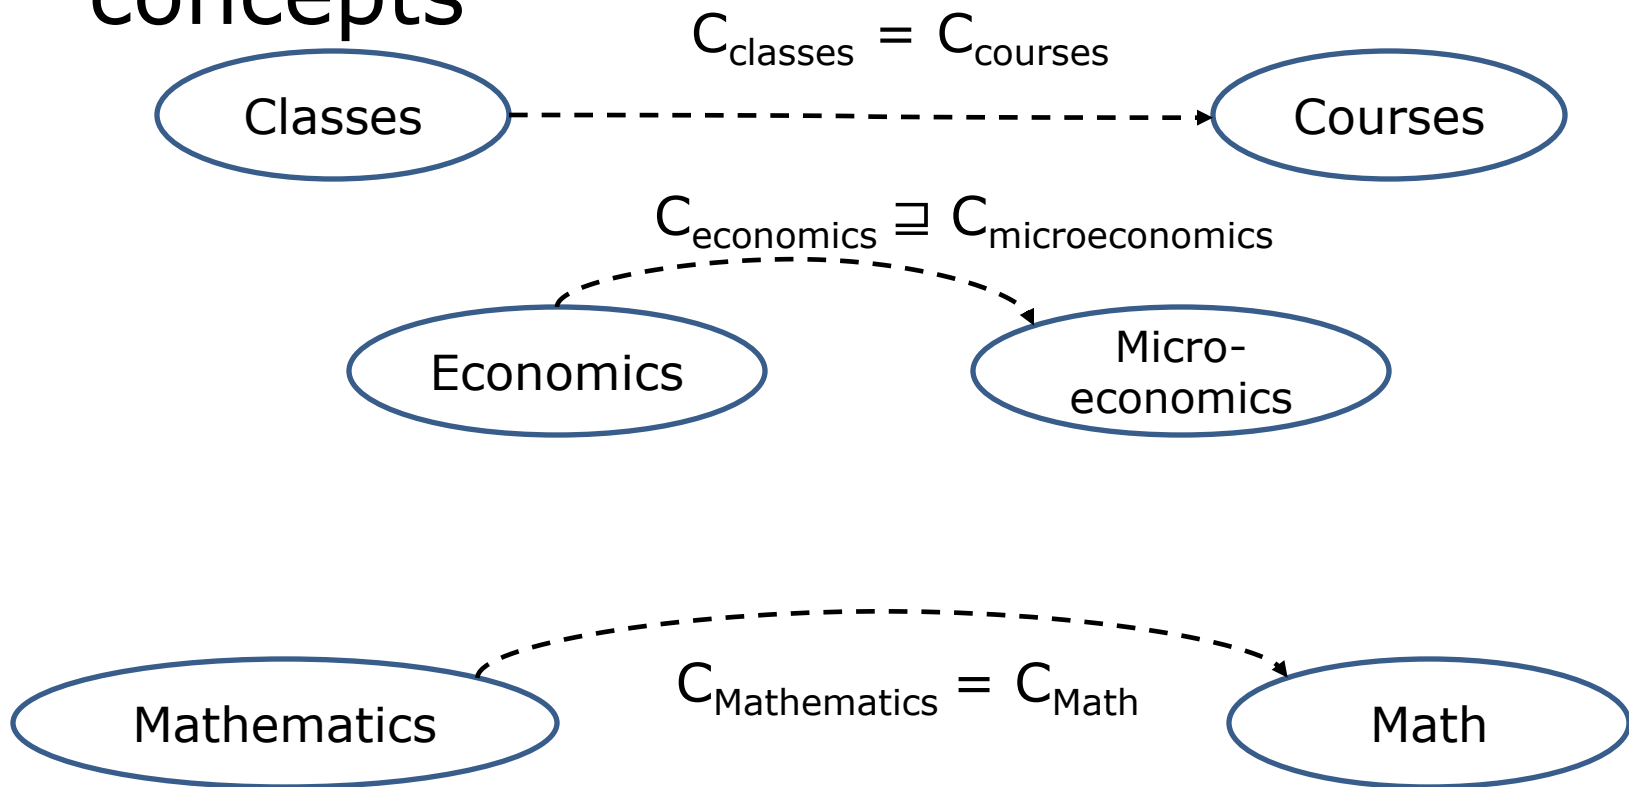 concepts
C_classes = C_courses
Classes
Courses
C_economics ⊒ C_microeconomics
Economics
Micro-
economics
C_Mathematics = C_Math
Mathematics
Math